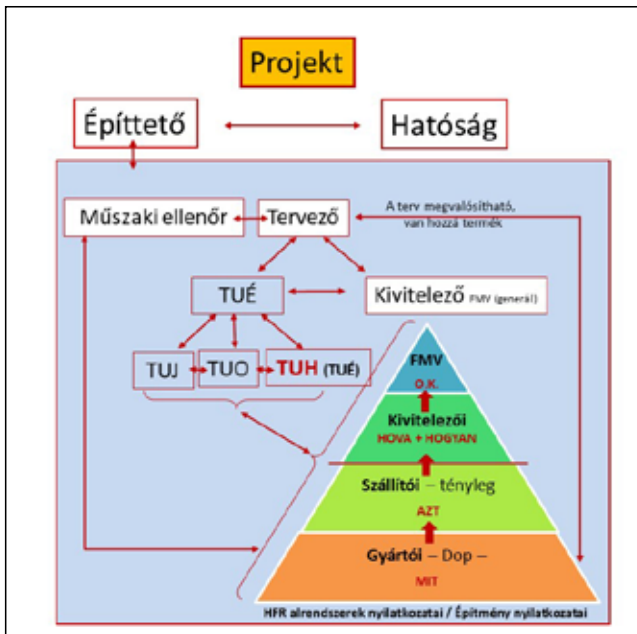 Projekt
Építtető
Hatóság
Műszaki ellenőr
Tervező
A terv megvalósítható,
van hozzá termék
TUÉ
Kivitelező FMV (generál)
TUJ
TUO
TUH (TUÉ)
FMV
O.K.
Kivitelezői
HOVA + HOGYAN
Szállítói – tényleg
AZT
Gyártói – Dop –
MIT
HFR alrendszerek nyilatkozatai / Építmény nyilatkozatai